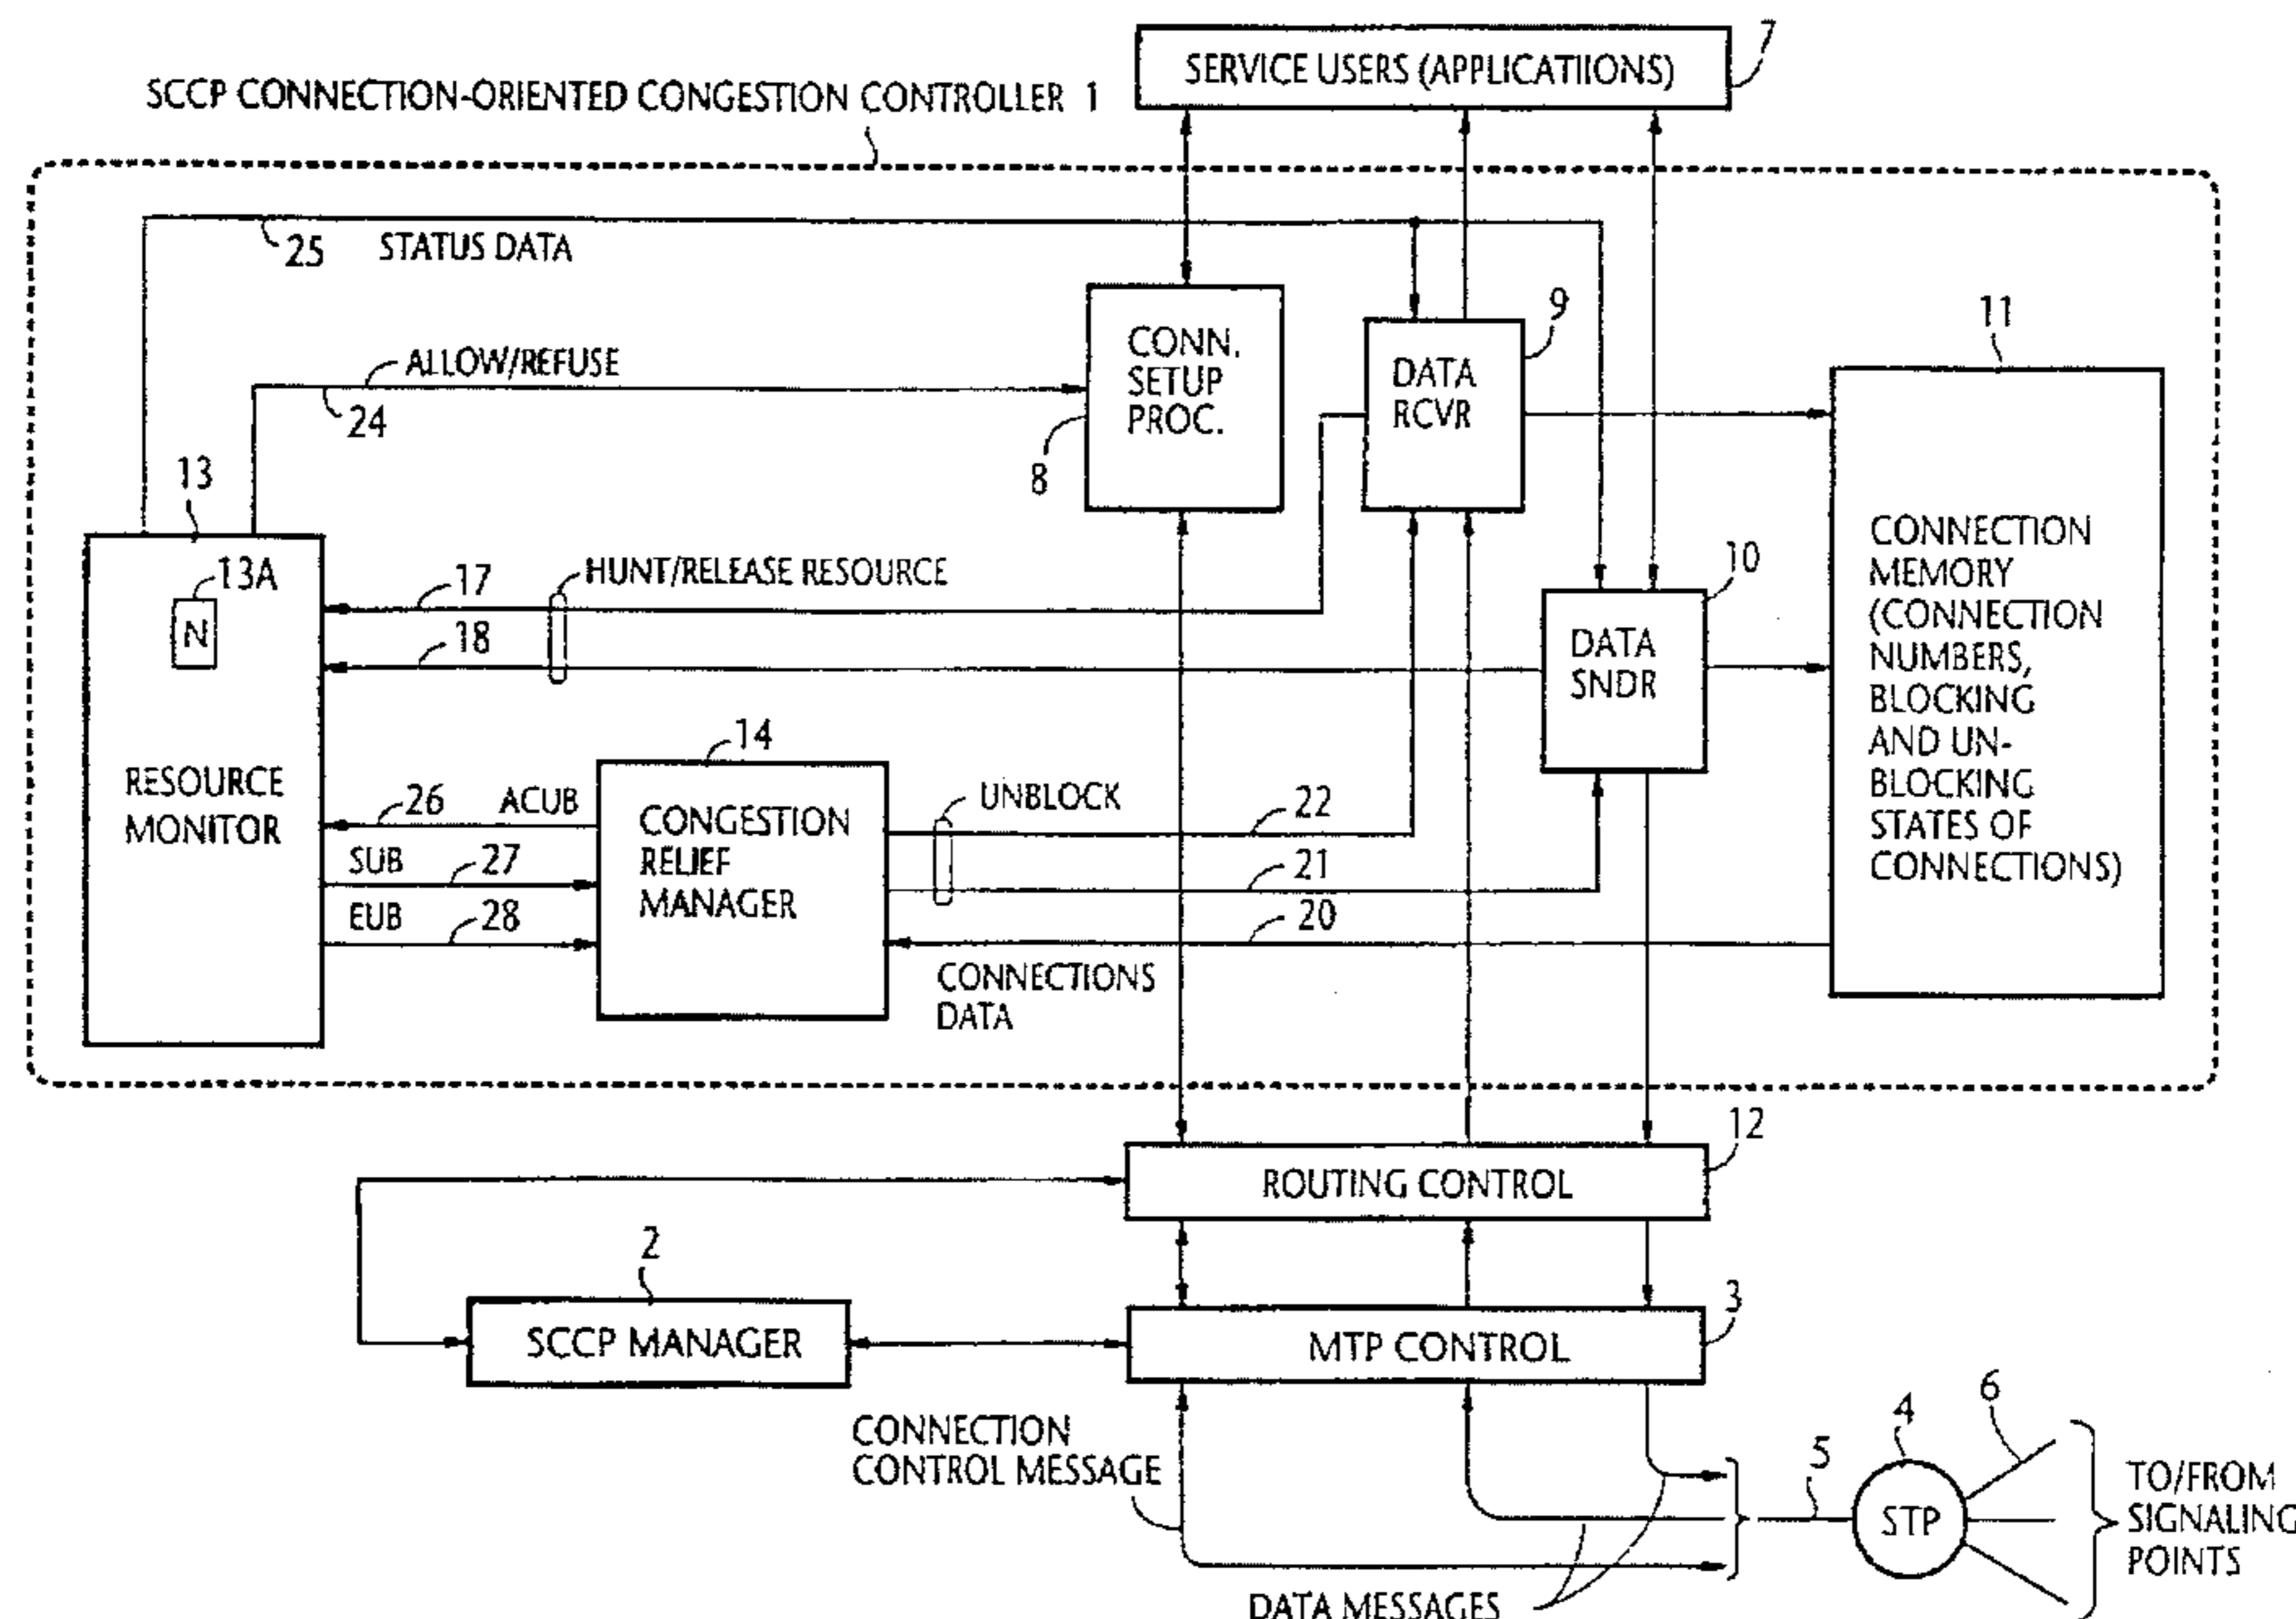 7
SERVICE USERS (APPLICATIIONS)
SCCP CONNECTION-ORIENTED CONGESTION CONTROLLER 1
25
STATUS DATA
ALLOW/REFUSE
24
CONN.
SETUP
PROC.
8
9
DATA
RCVR
11
CONNECTION
MEMORY
(CONNECTION
NUMBERS,
BLOCKING
AND UN-
BLOCKING
STATES OF
CONNECTIONS)
13
13A
N
RESOURCE
MONITOR
17
HUNT/RELEASE RESOURCE
18
10
DATA
SNDR
14
CONGESTION
RELIEF
MANAGER
26
ACUB
SUB
27
EUB
28
UNBLOCK
22
21
20
CONNECTIONS
DATA
12
ROUTING CONTROL
2
SCCP MANAGER
3
MTP CONTROL
CONNECTION
CONTROL MESSAGE
DATA MESSAGES
5
4
STP
6
TO/FROM
SIGNALING
POINTS